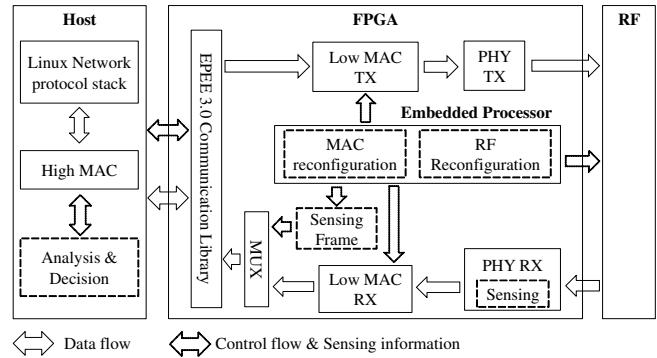 Host
FPGA
RF
Linux Network
protocol stack
High MAC
Analysis &
Decision
EPEE 3.0 Communication Library
Low MAC
TX
PHY
TX
Embedded Processor
MAC
reconfiguration
RF
Reconfiguration
Sensing
Frame
MUX
Low MAC
RX
PHY RX
Sensing
Data flow
Control flow & Sensing information